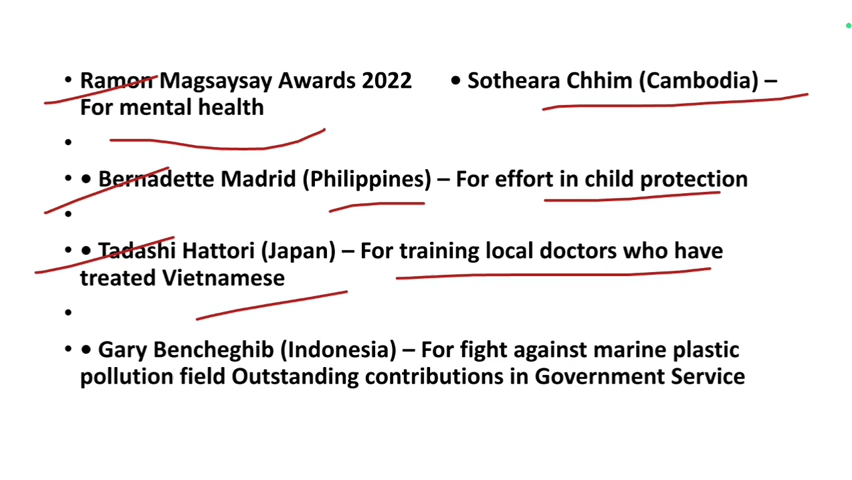 • Ramon Magsaysay Awards 2022 • Sotheara Chhim (Cambodia) –
For mental health
•
• • Bernadette Madrid (Philippines) – For effort in child protection
•
• • Tadashi Hattori (Japan) – For training local doctors who have
treated Vietnamese
•
• • Gary Bencheghib (Indonesia) – For fight against marine plastic
pollution field Outstanding contributions in Government Service